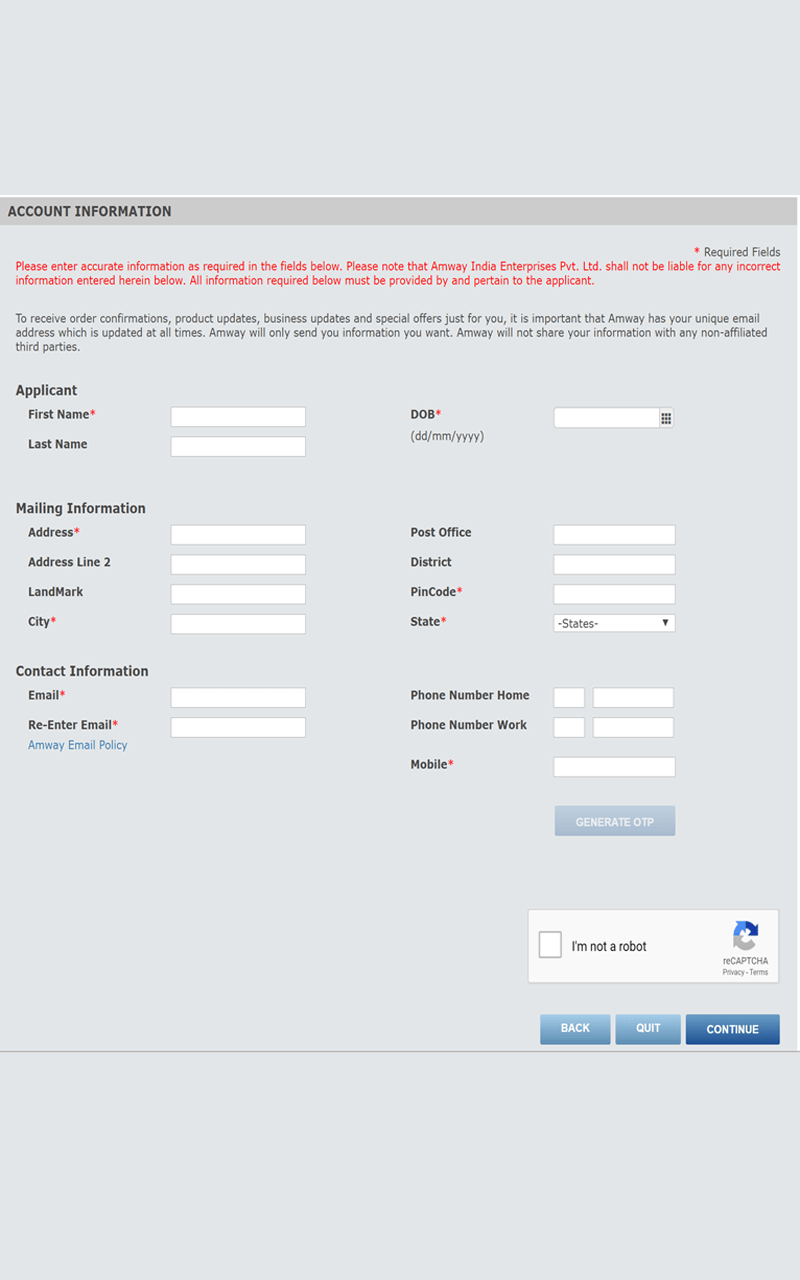 ACCOUNT INFORMATION
* Required Fields
Please enter accurate information as required in the fields below. Please note that Amway India Enterprises Pvt. Ltd. shall not be liable for any incorrect
information entered herein below. All information required below must be provided by and pertain to the applicant.
To receive order confirmations, product updates, business updates and special offers just for you, it is important that Amway has your unique email
address which is updated at all times. Amway will only send you information you want. Amway will not share your information with any non-affiliated
third parties.
Applicant
First Name* DOB*
(dd/mm/yyyy)
Last Name
Mailing Information
Address* Post Office
Address Line 2 District
LandMark PinCode*
City* State* -States-
Contact Information
Email* Phone Number Home
Re-Enter Email* Phone Number Work
Amway Email Policy
Mobile*
GENERATE OTP
I'm not a robot
reCAPTCHA
Privacy - Terms
BACK QUIT CONTINUE